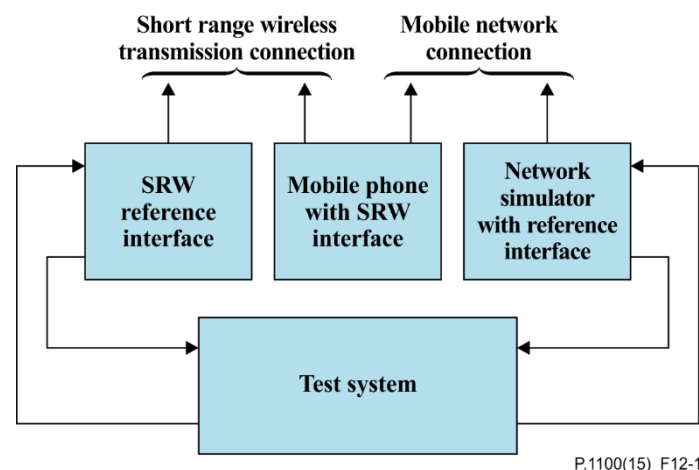 Short range wireless
transmission connection
Mobile network
connection
SRW
reference
interface
Mobile phone
with SRW
interface
Network
simulator
with reference
interface
Test system
P.1100(15)_F12-1